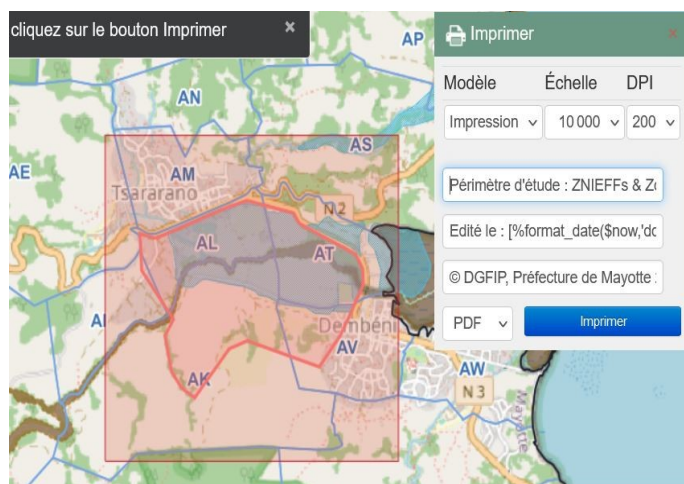 cliquez sur le bouton Imprimer ×
Imprimer ×
Modèle Échelle DPI
Impression 10 000 200
Périmètre d'étude : ZNIEFFs & Z
Edité le : [%format_date($now,'dc
© DGFIP, Préfecture de Mayotte
PDF Imprimer
AP
AN
AS
AE
AM
Tsararano
N 2
AL
AT
Dembéni
AV
AK
AW
N 3
Mayotte